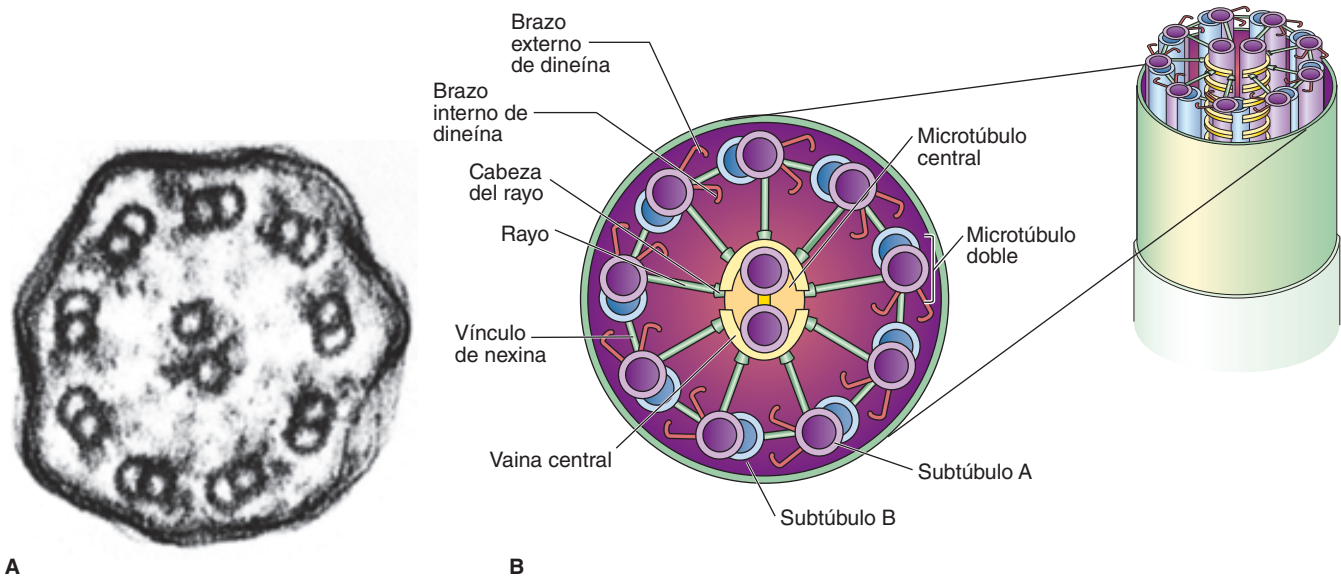 Brazo
externo
de dineína
Brazo
interno de
dineína
Cabeza
del rayo
Rayo
Vínculo
de nexina
Vaina central
Microtúbulo
central
Microtúbulo
doble
Subtúbulo A
Subtúbulo B
A
B